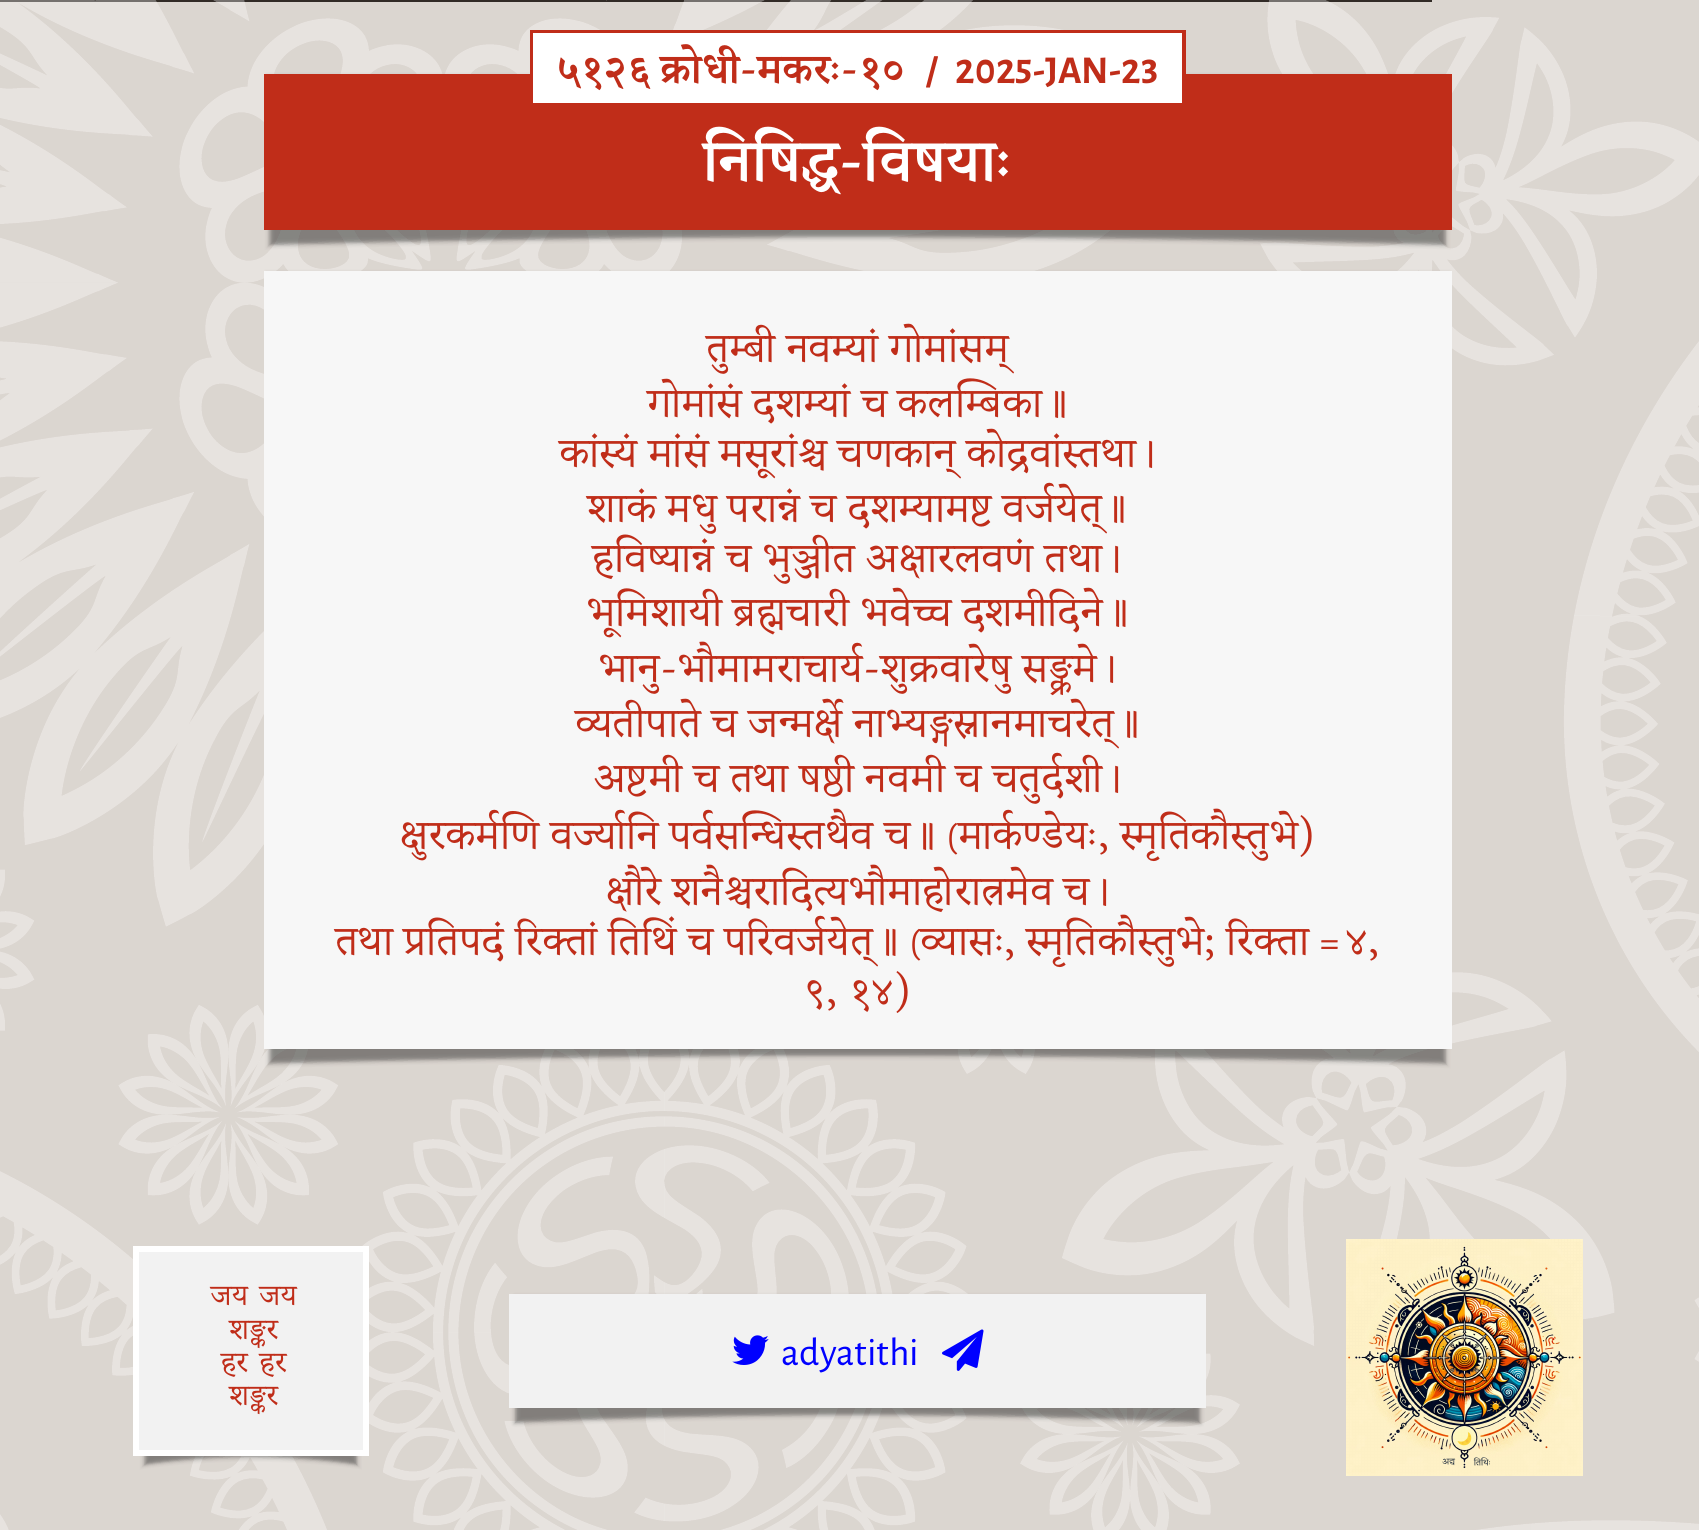 ५१२६ क्रोधी-मकरः-१० / 2025-JAN-23
निषिद्ध-विषयाः
तुम्बी नवम्यां गोमांसम्
गोमांसं दशम्यां च कलम्बिका॥
कांस्यं मांसं मसूरांश्च चणकान् कोद्रवांस्तथा।
शाकं मधु परान्नं च दशम्यामष्ट वर्जयेत्॥
हविष्यान्नं च भुञ्जीत अक्षारलवणं तथा।
भूमिशायी ब्रह्मचारी भवेच्च दशमीदिने॥
भानु-भौमामराचार्य-शुक्रवारेषु सङ्क्रमे।
व्यतीपाते च जन्मर्क्षे नाभ्यङ्गस्नानमाचरेत्॥
अष्टमी च तथा षष्ठी नवमी च चतुर्दशी।
क्षुरकर्मणि वर्ज्यानि पर्वसन्धिस्तथैव च॥ (मार्कण्डेयः, स्मृतिकौस्तुभे)
क्षौरे शनैश्चरादित्यभौमाहोरात्रमेव च।
तथा प्रतिपदं रिक्तां तिथिं च परिवर्जयेत्॥ (व्यासः, स्मृतिकौस्तुभे; रिक्ता = ४,
९, १४)
जय जय
शङ्कर
हर हर
शङ्कर
adyatithi
अद्य तिथिः